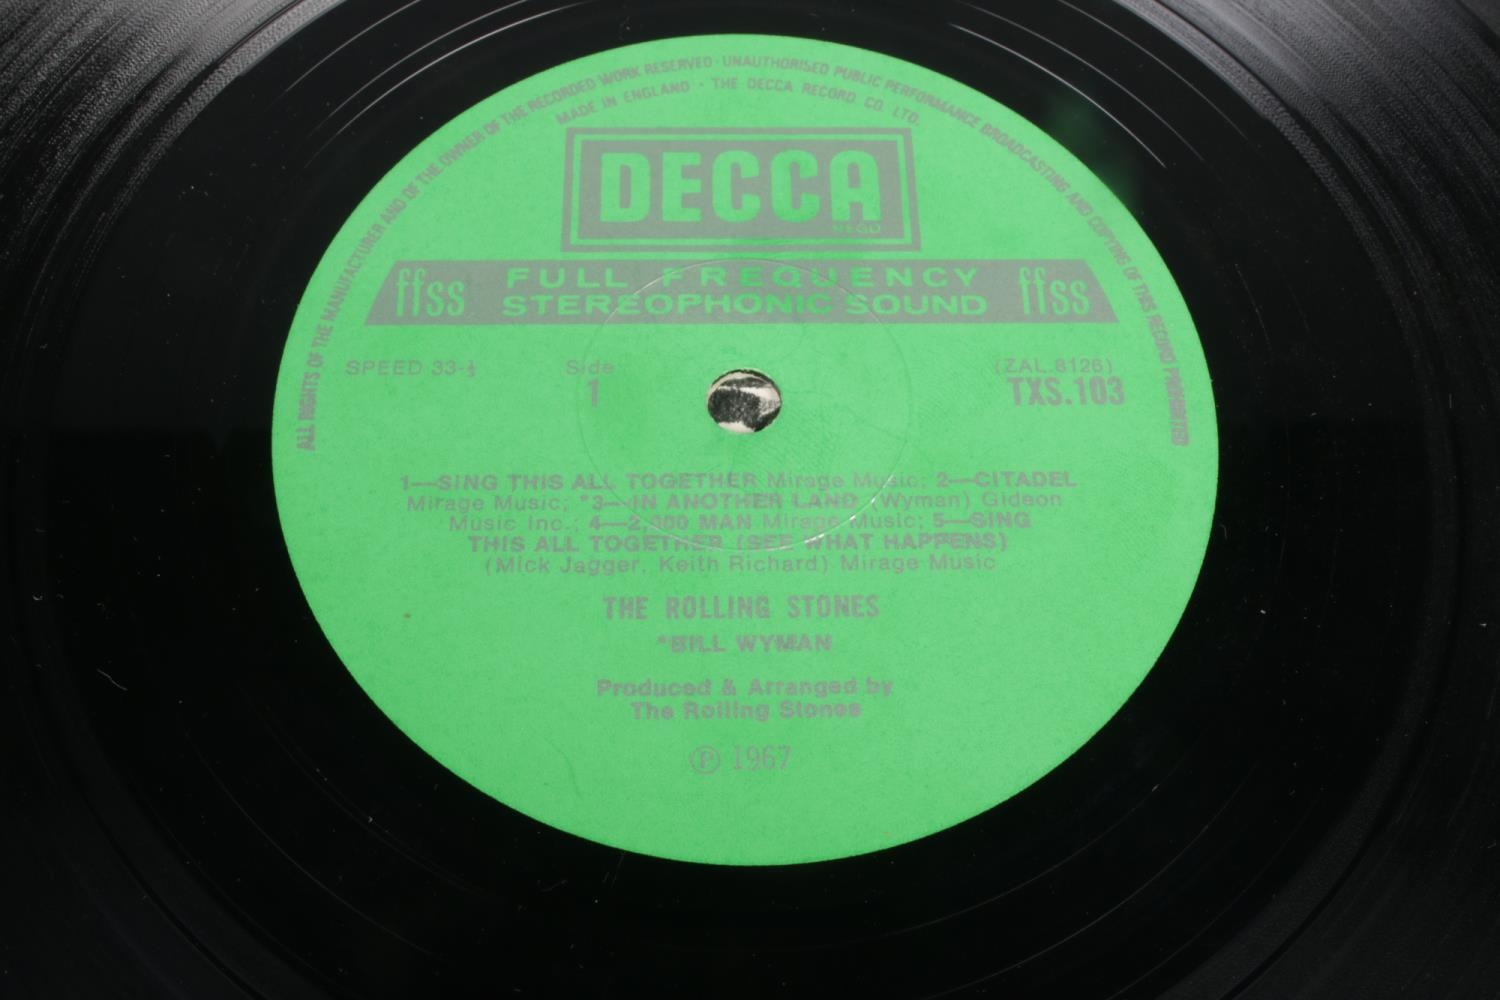 ALL RIGHTS OF THE MANUFACTURER AND OF THE OWNER OF THE RECORDED WORK RESERVED · UNAUTHORISED PUBLIC PERFORMANCE BROADCASTING AND COPYING OF THIS RECORD PROHIBITED
MADE IN ENGLAND · THE DECCA RECORD CO. LTD.
DECCA
REGD
ffss FULL FREQUENCY ffss
STEREOPHONIC SOUND
SPEED 33-⅓ Side (ZAL.8126)
1 TXS.103
1—SING THIS ALL TOGETHER Mirage Music; 2—CITADEL
Mirage Music; *3—IN ANOTHER LAND (Wyman) Gideon
Music Inc.; 4—2,000 MAN Mirage Music; 5—SING
THIS ALL TOGETHER (SEE WHAT HAPPENS)
(Mick Jagger, Keith Richard) Mirage Music
THE ROLLING STONES
*BILL WYMAN
Produced & Arranged by
The Rolling Stones
℗ 1967